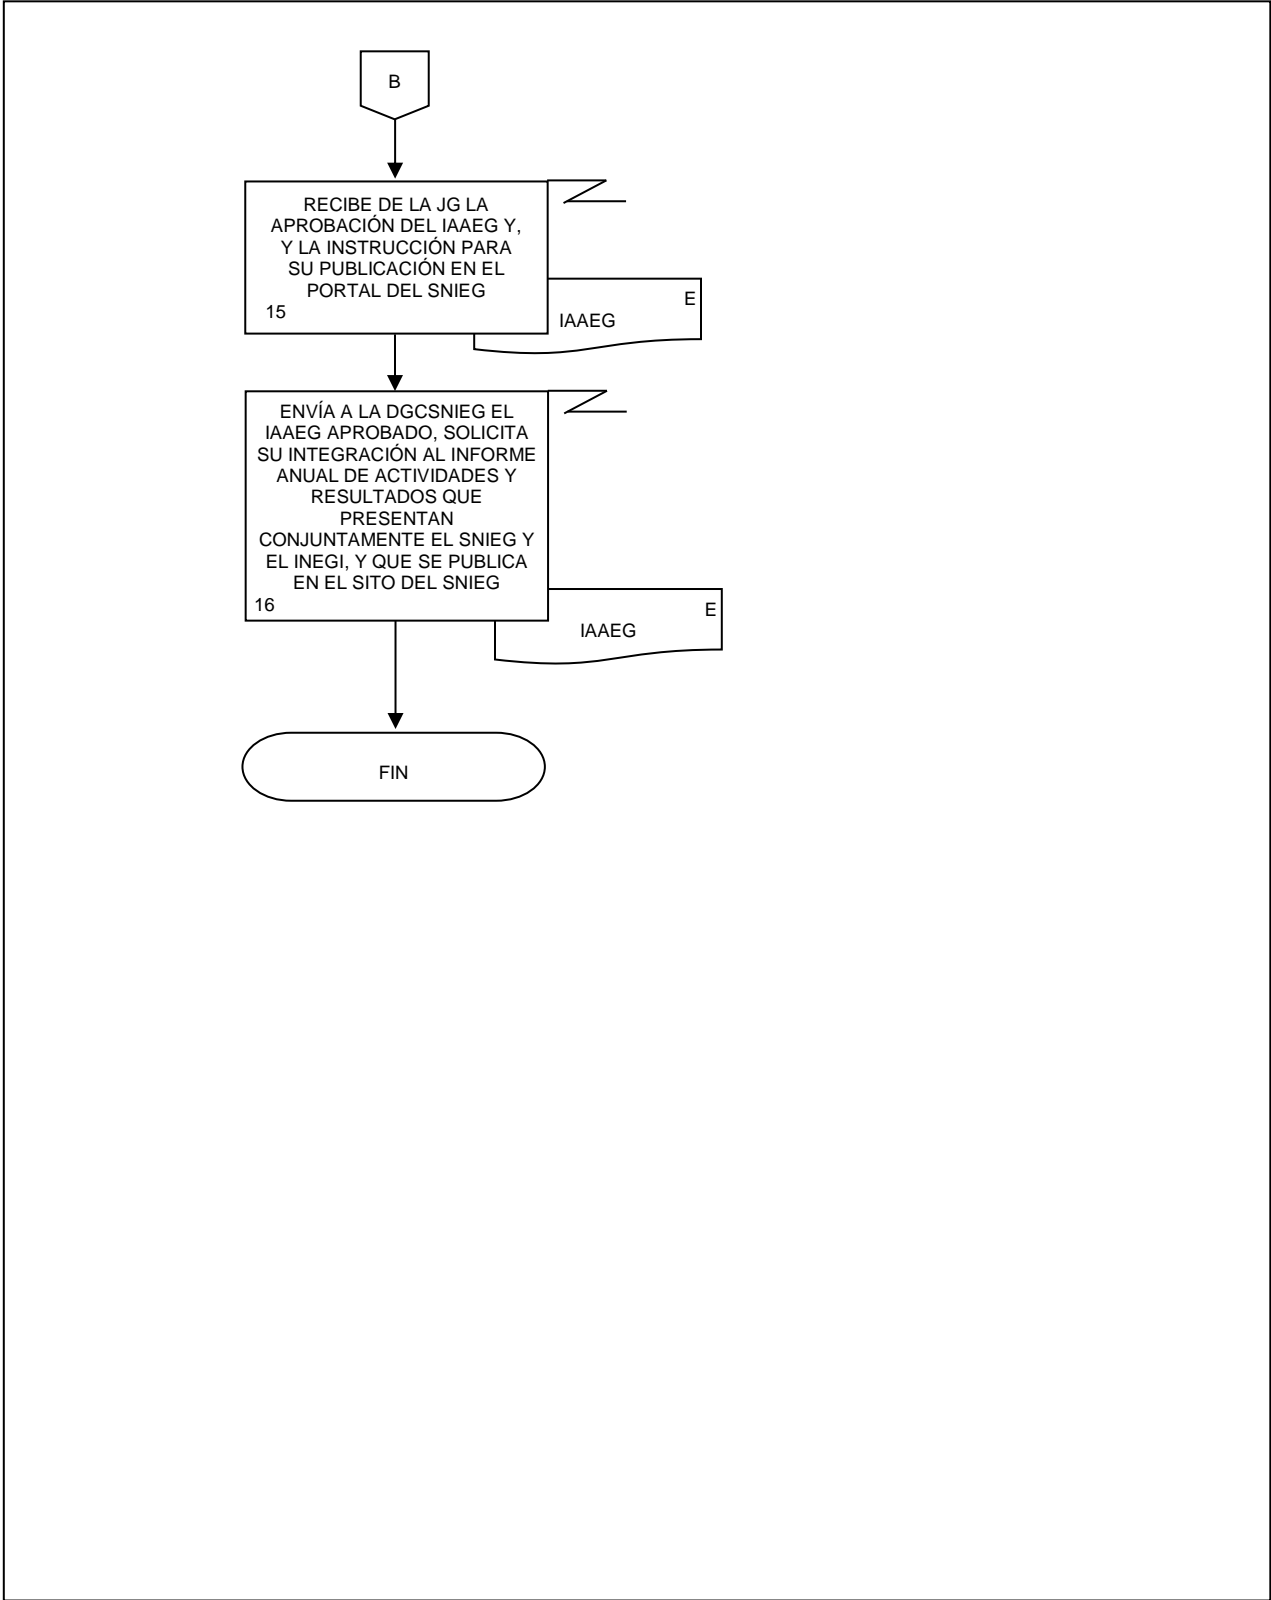 B
RECIBE DE LA JG LA
APROBACIÓN DEL IAAEG Y,
Y LA INSTRUCCIÓN PARA
SU PUBLICACIÓN EN EL
PORTAL DEL SNIEG
15
E
IAAEG
ENVÍA A LA DGCSNIEG EL
IAAEG APROBADO, SOLICITA
SU INTEGRACIÓN AL INFORME
ANUAL DE ACTIVIDADES Y
RESULTADOS QUE
PRESENTAN
CONJUNTAMENTE EL SNIEG Y
EL INEGI, Y QUE SE PUBLICA
EN EL SITO DEL SNIEG
16
E
IAAEG
FIN